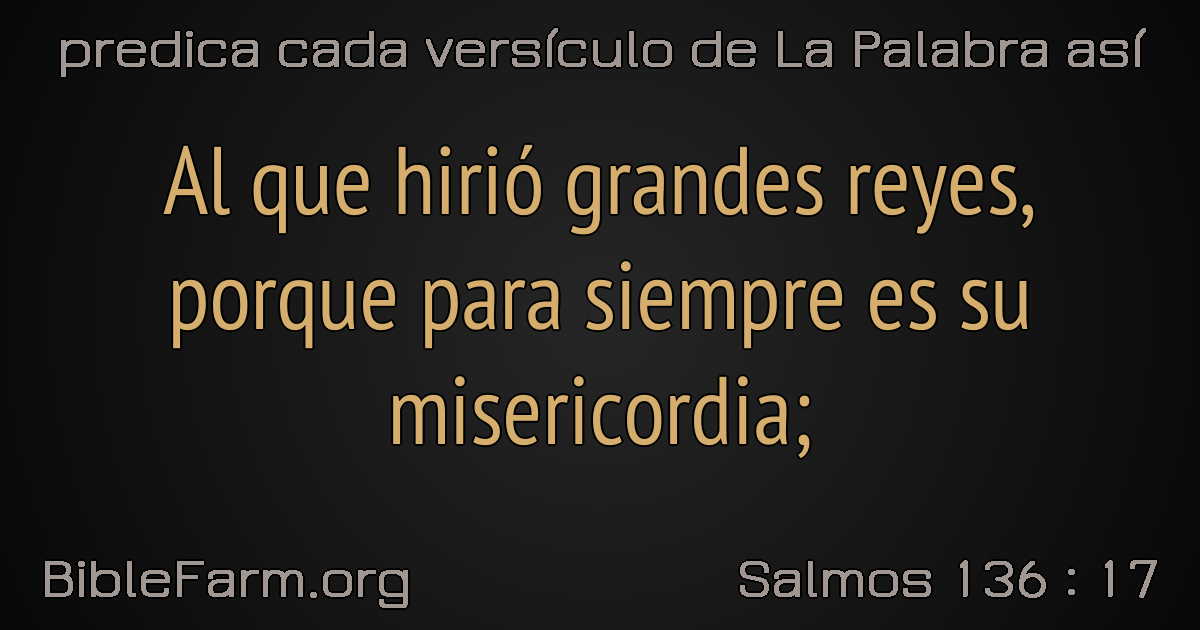 predica cada versículo de La Palabra así
Al que hirió grandes reyes,
porque para siempre es su
misericordia;
BibleFarm.org
Salmos 136 : 17